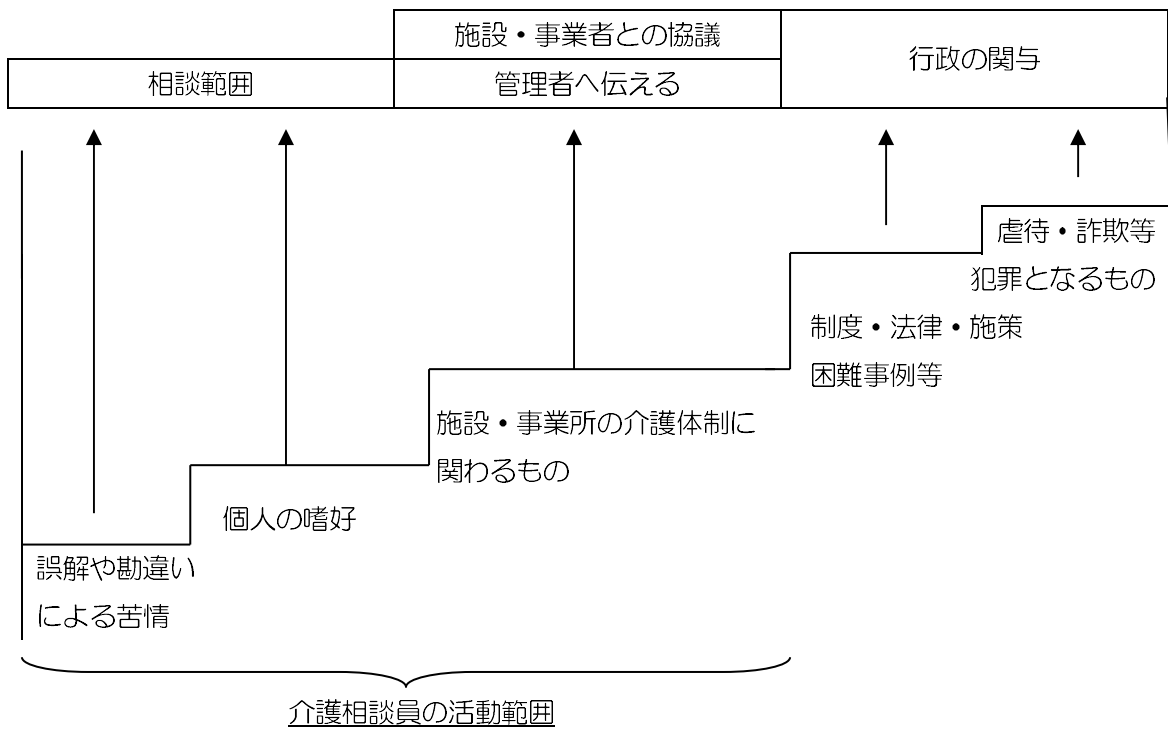 施設・事業者との協議
行政の関与
相談範囲
管理者へ伝える
虐待・詐欺等
犯罪となるもの
制度・法律・施策
困難事例等
施設・事業所の介護体制に
関わるもの
個人の嗜好
誤解や勘違い
による苦情
介護相談員の活動範囲